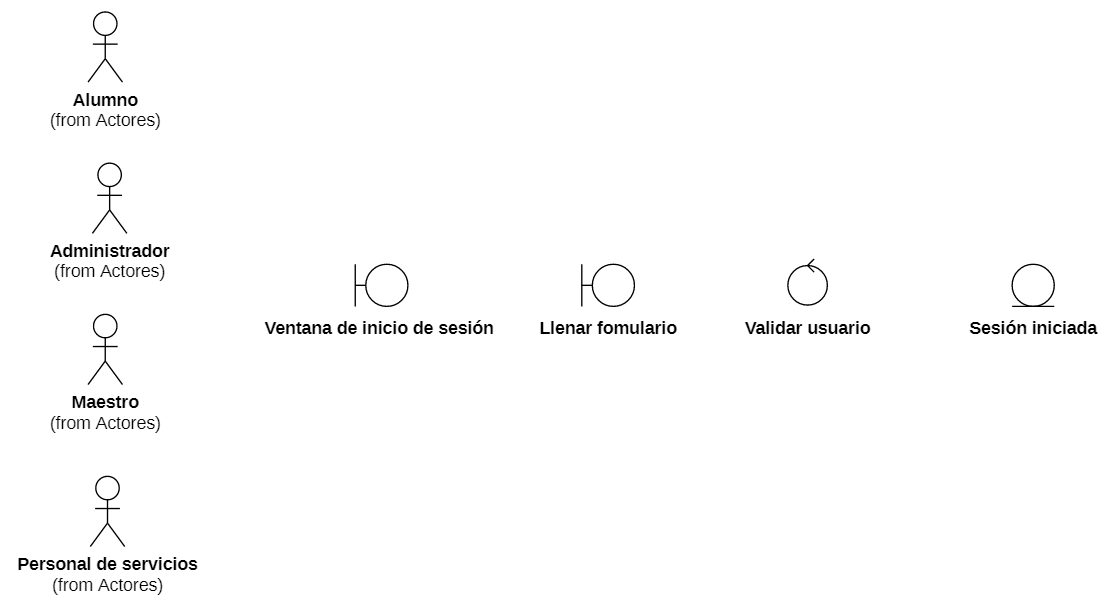 Alumno
(from Actores)
Administrador
(from Actores)
Ventana de inicio de sesión
Llenar fomulario
Validar usuario
Sesión iniciada
Maestro
(from Actores)
Personal de servicios
(from Actores)